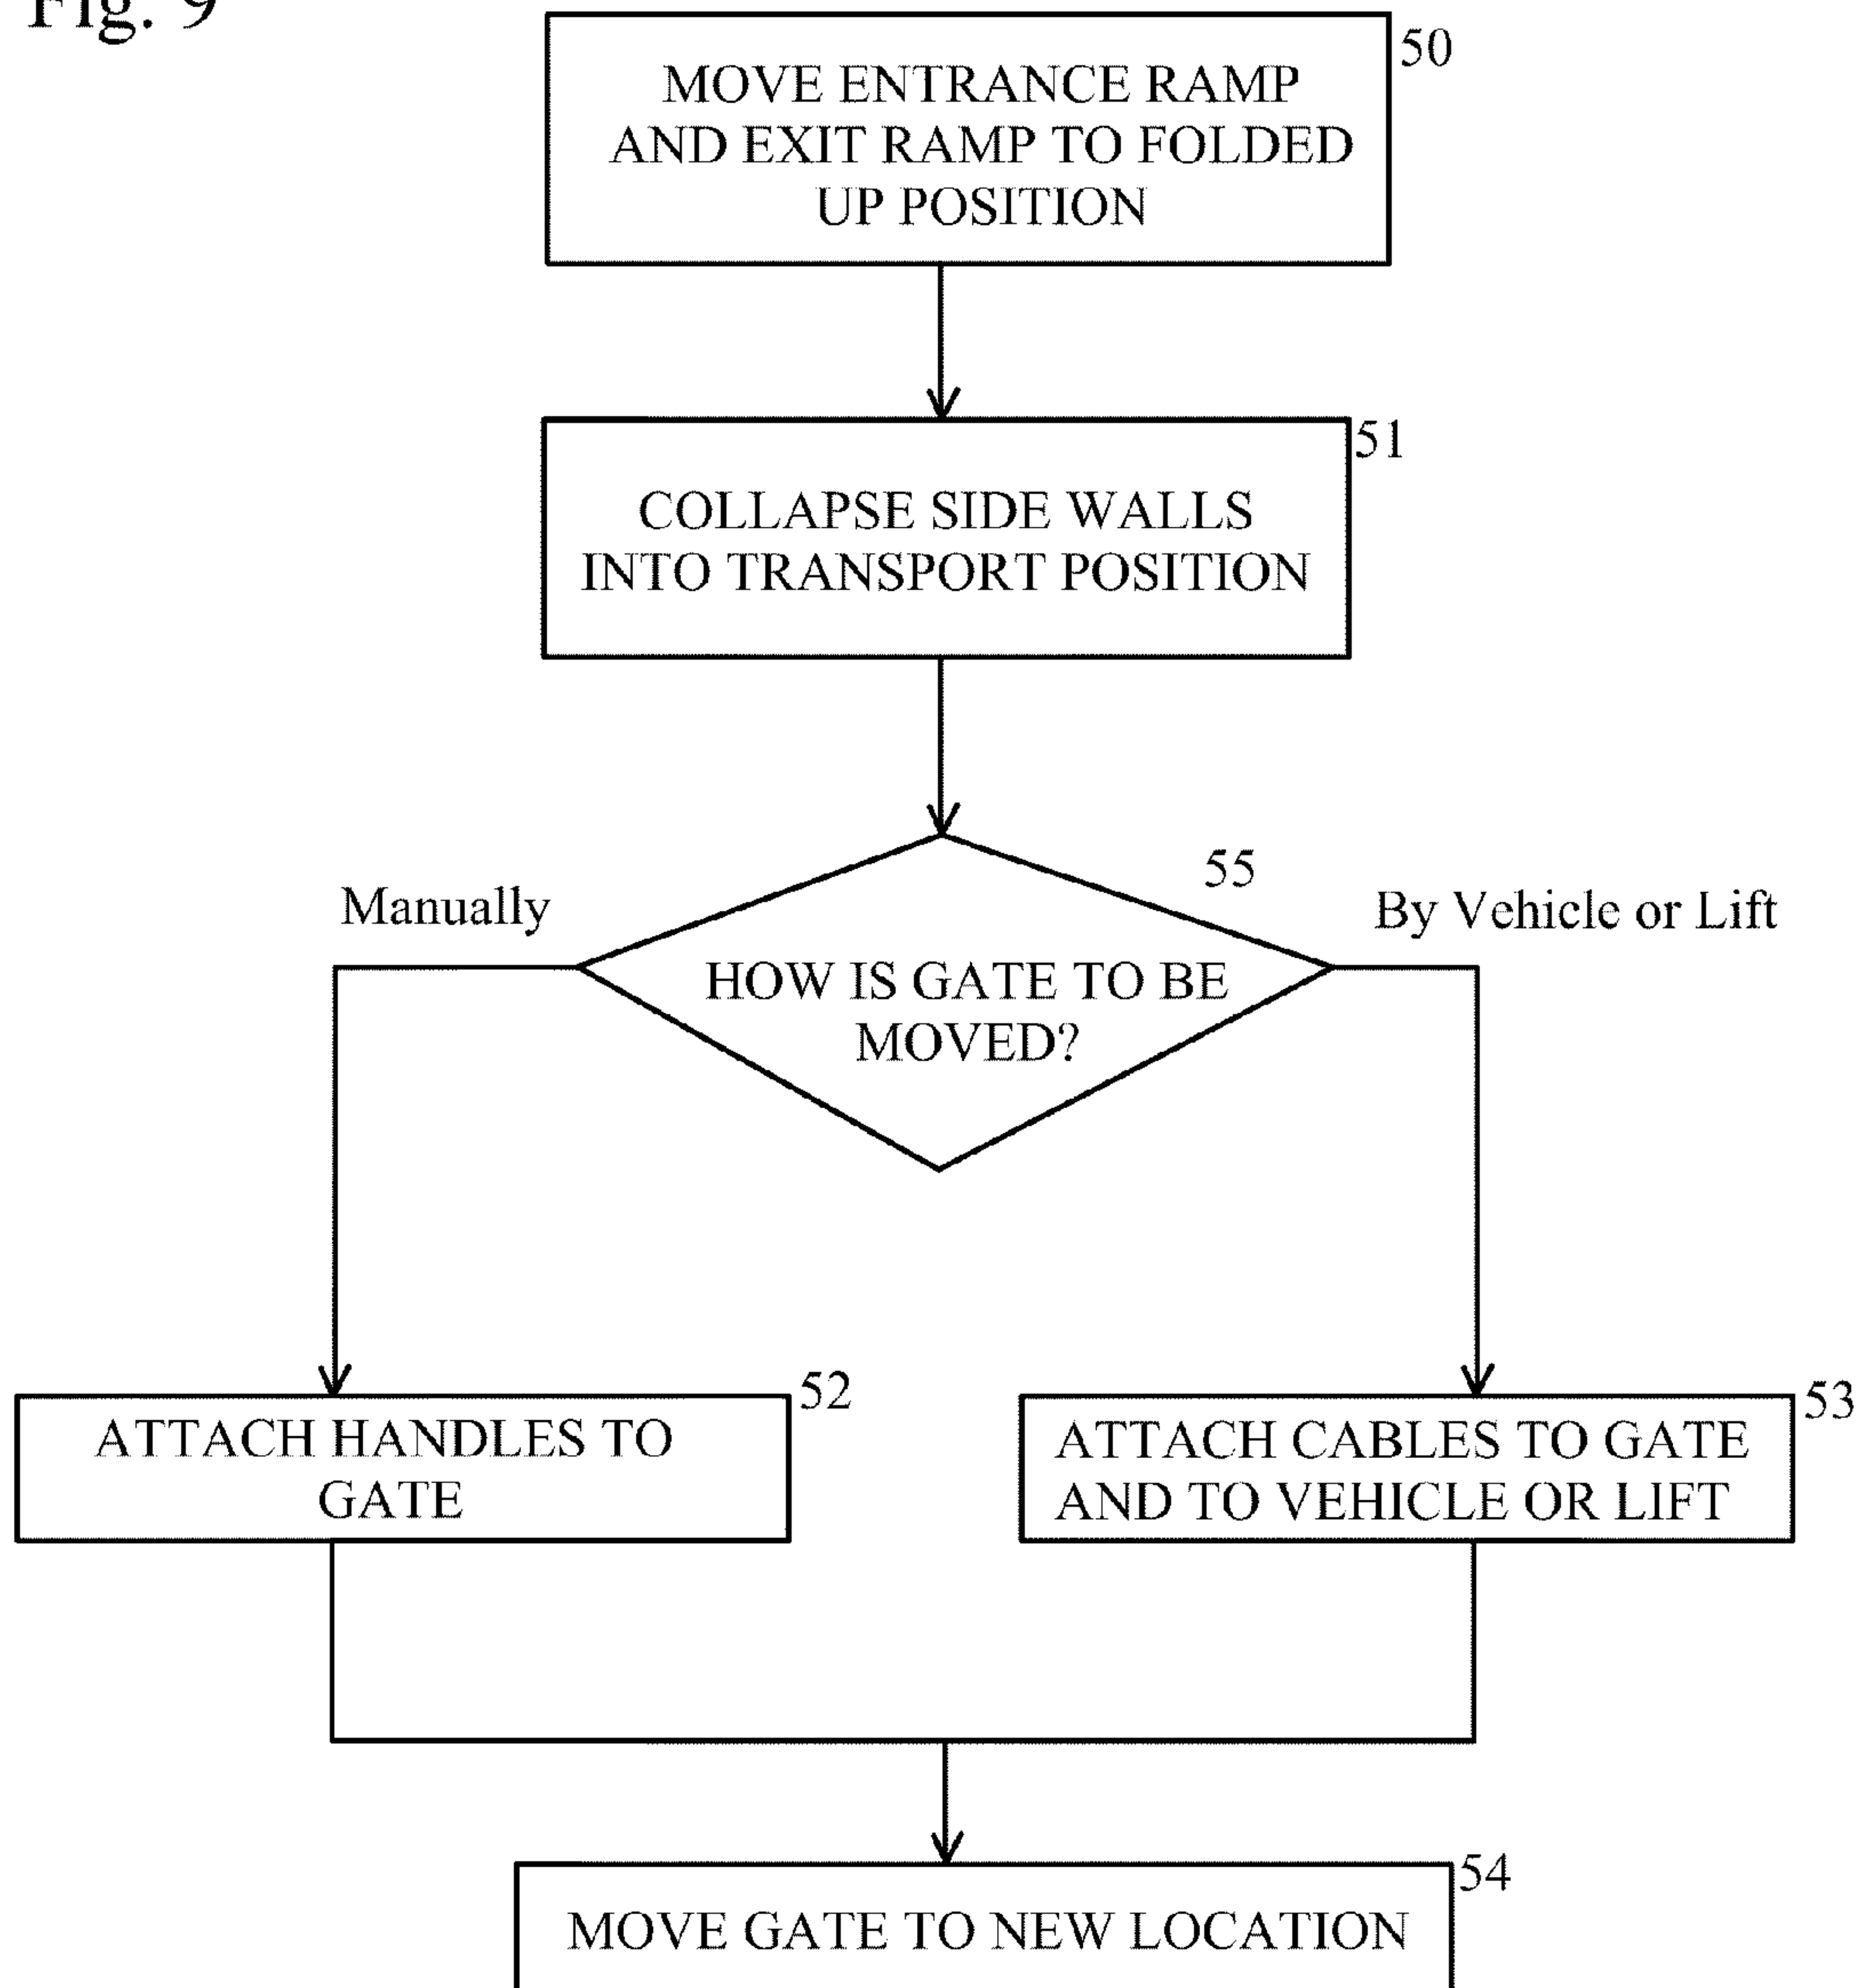 Fig. 9
50
MOVE ENTRANCE RAMP
AND EXIT RAMP TO FOLDED
UP POSITION
51
COLLAPSE SIDE WALLS
INTO TRANSPORT POSITION
55
Manually
By Vehicle or Lift
HOW IS GATE TO BE
MOVED?
52
ATTACH HANDLES TO
GATE
53
ATTACH CABLES TO GATE
AND TO VEHICLE OR LIFT
54
MOVE GATE TO NEW LOCATION